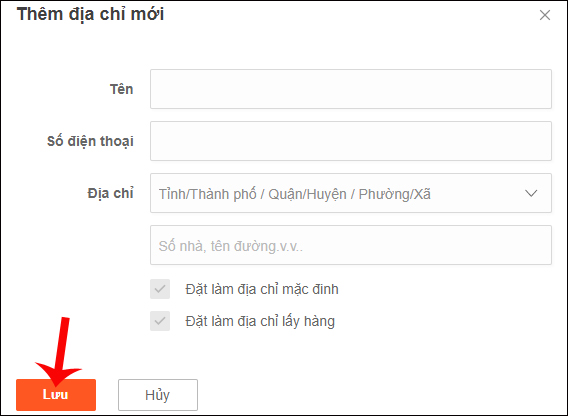 Thêm địa chỉ mới
Tên
Số điện thoại
Địa chỉ
Tỉnh/Thành phố / Quận/Huyện / Phường/Xã
Số nhà, tên đường.v.v..
Đặt làm địa chỉ mặc đinh
Đặt làm địa chỉ lấy hàng
Lưu
Hủy